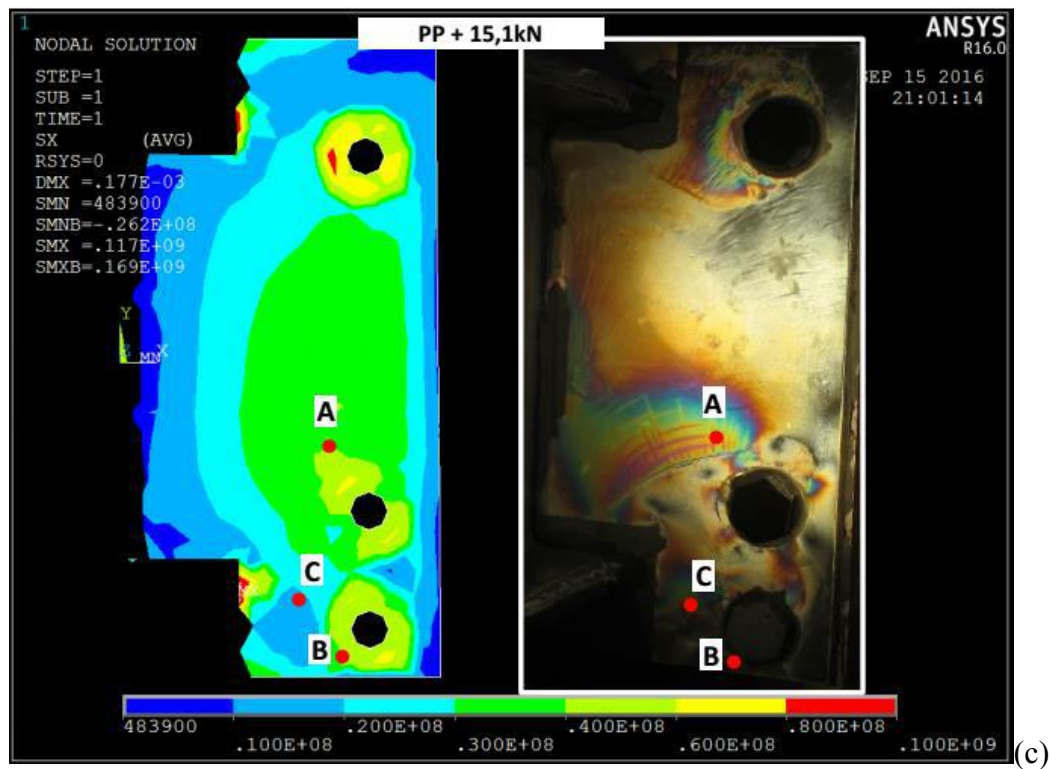 1
PP + 15,1kN
ANSYS
R16.0
NODAL SOLUTION
STEP=1
SUB =1
TIME=1
SX (AVG)
RSYS=0
DMX =.177E-03
SMN =483900
SMNB=-.262E+08
SMX =.117E+09
SMXB=.169E+09
SEP 15 2016
21:01:14
Y
MN X
A
A
C
C
B
B
483900
.100E+08
.200E+08
.300E+08
.400E+08
.600E+08
.800E+08
.100E+09
(c)